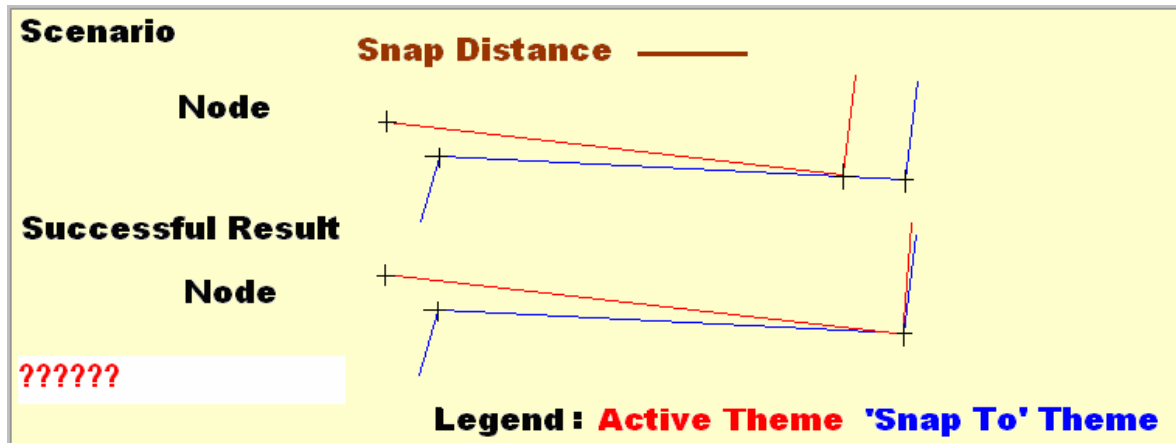 Scenario
Snap Distance
Node
Successful Result
Node
??????
Legend : Active Theme 'Snap To' Theme